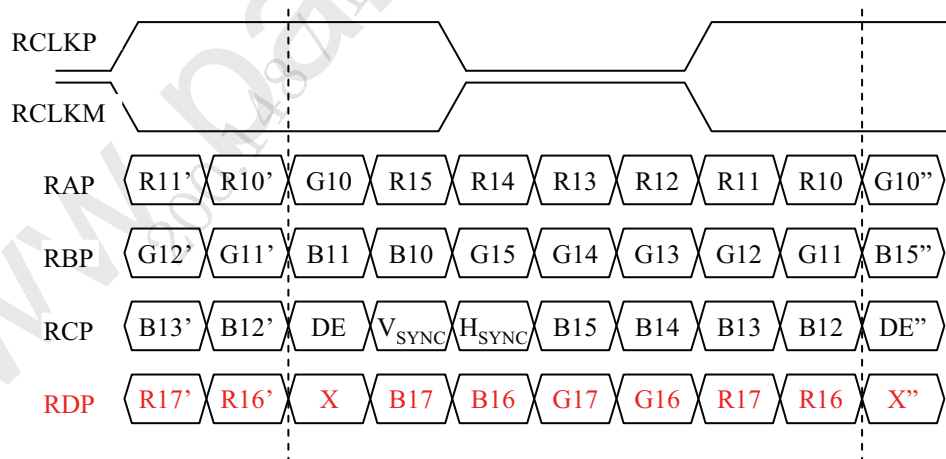 RCLKP
RCLKM
RAP R11’ R10’ G10 R15 R14 R13 R12 R11 R10 G10”
RBP G12’ G11’ B11 B10 G15 G14 G13 G12 G11 B15”
RCP B13’ B12’ DE VSYNC HSYNC B15 B14 B13 B12 DE”
RDP R17’ R16’ X B17 B16 G17 G16 R17 R16 X”